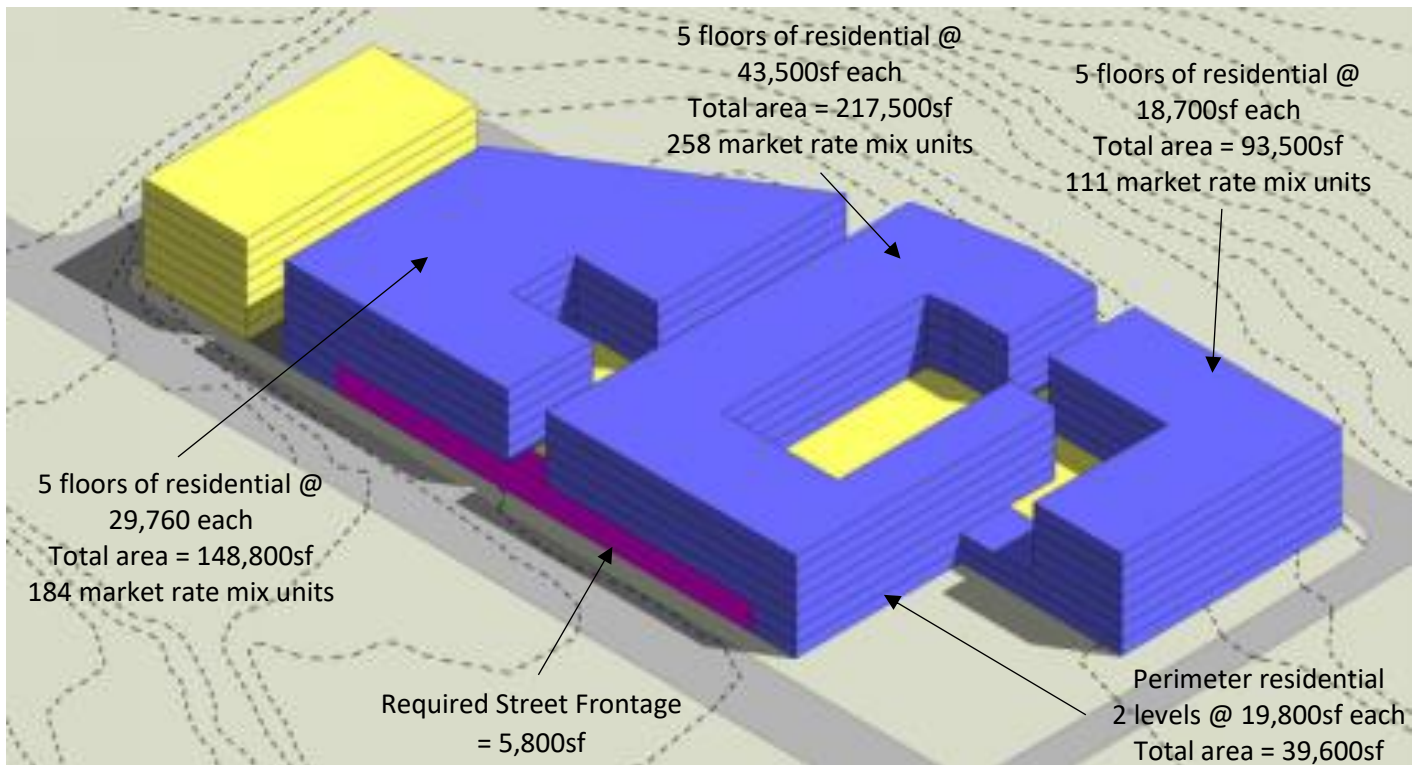 5 floors of residential @
43,500sf each
Total area = 217,500sf
258 market rate mix units
5 floors of residential @
18,700sf each
Total area = 93,500sf
111 market rate mix units
5 floors of residential @
29,760 each
Total area = 148,800sf
184 market rate mix units
Required Street Frontage
= 5,800sf
Perimeter residential
2 levels @ 19,800sf each
Total area = 39,600sf